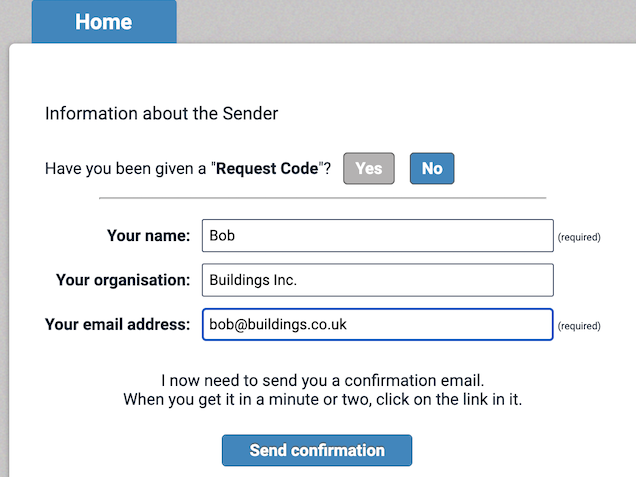 Home
Information about the Sender
Have you been given a "Request Code"? Yes No
Your name: Bob (required)
Your organisation: Buildings Inc.
Your email address: bob@buildings.co.uk (required)
I now need to send you a confirmation email.
When you get it in a minute or two, click on the link in it.
Send confirmation